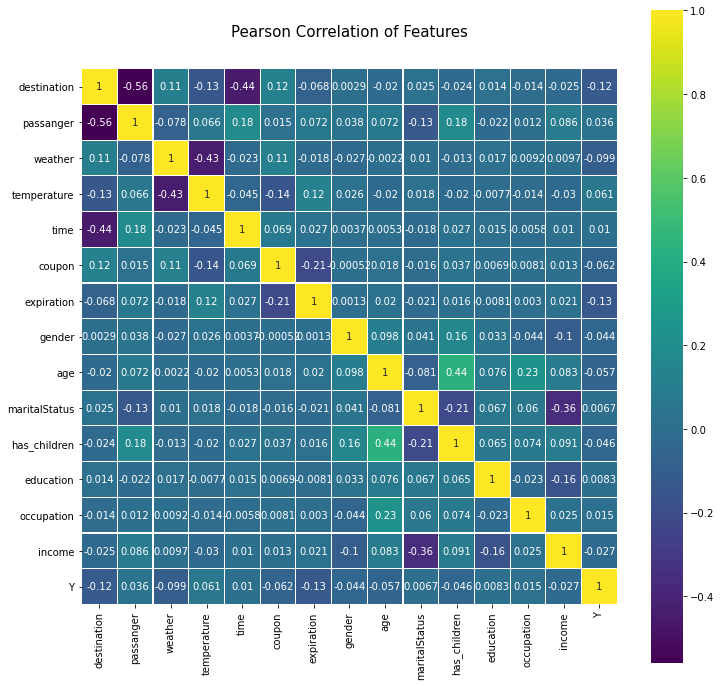 Pearson Correlation of Features
destination 1 -0.56 0.11 -0.13 -0.44 0.12 -0.068 0.0029 -0.02 0.025 -0.024 0.014 -0.014 -0.025 -0.12
passanger -0.56 1 -0.078 0.066 0.18 0.015 0.072 0.038 0.072 -0.13 0.18 -0.022 0.012 0.086 0.036
weather 0.11 -0.078 1 -0.43 -0.023 0.11 -0.018 -0.027 -0.0022 0.01 -0.013 0.017 0.0092 0.0097 -0.099
temperature -0.13 0.066 -0.43 1 -0.045 -0.14 0.12 0.026 -0.02 0.018 -0.02 -0.0077 -0.014 -0.03 0.061
time -0.44 0.18 -0.023 -0.045 1 0.069 0.027 0.0037 0.0053 -0.018 0.027 0.015 -0.0058 0.01 0.01
coupon 0.12 0.015 0.11 -0.14 0.069 1 -0.21 -0.00052 0.018 -0.016 0.037 0.0069 0.0081 0.013 -0.062
expiration -0.068 0.072 -0.018 0.12 0.027 -0.21 1 0.0013 0.02 -0.021 0.016 -0.0081 0.003 0.021 -0.13
gender 0.0029 0.038 -0.027 0.026 0.0037 -0.00052 0.0013 1 0.098 0.041 0.16 0.033 -0.044 -0.1 -0.044
age -0.02 0.072 -0.0022 -0.02 0.0053 0.018 0.02 0.098 1 -0.081 0.44 0.076 0.23 0.083 -0.057
maritalStatus 0.025 -0.13 0.01 0.018 -0.018 -0.016 -0.021 0.041 -0.081 1 -0.21 0.067 0.06 -0.36 0.0067
has_children -0.024 0.18 -0.013 -0.02 0.027 0.037 0.016 0.16 0.44 -0.21 1 0.065 0.074 0.091 -0.046
education 0.014 -0.022 0.017 -0.0077 0.015 0.0069 -0.0081 0.033 0.076 0.067 0.065 1 -0.023 -0.16 0.0083
occupation -0.014 0.012 0.0092 -0.014 -0.0058 0.0081 0.003 -0.044 0.23 0.06 0.074 -0.023 1 0.025 0.015
income -0.025 0.086 0.0097 -0.03 0.01 0.013 0.021 -0.1 0.083 -0.36 0.091 -0.16 0.025 1 -0.027
Y -0.12 0.036 -0.099 0.061 0.01 -0.062 -0.13 -0.044 -0.057 0.0067 -0.046 0.0083 0.015 -0.027 1
destination passanger weather temperature time coupon expiration gender age maritalStatus has_children education occupation income Y
1.0
0.8
0.6
0.4
0.2
0.0
−0.2
−0.4